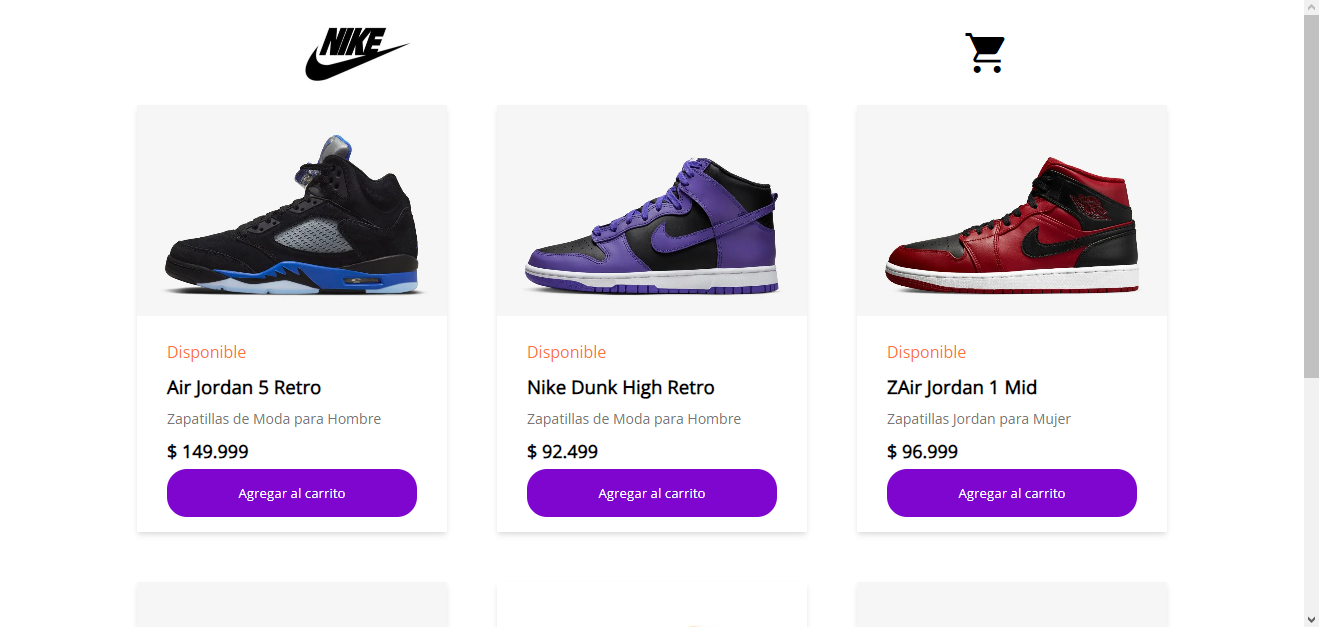 NIKE
Disponible
Air Jordan 5 Retro
Zapatillas de Moda para Hombre
$ 149.999
Agregar al carrito
Disponible
Nike Dunk High Retro
Zapatillas de Moda para Hombre
$ 92.499
Agregar al carrito
Disponible
ZAir Jordan 1 Mid
Zapatillas Jordan para Mujer
$ 96.999
Agregar al carrito